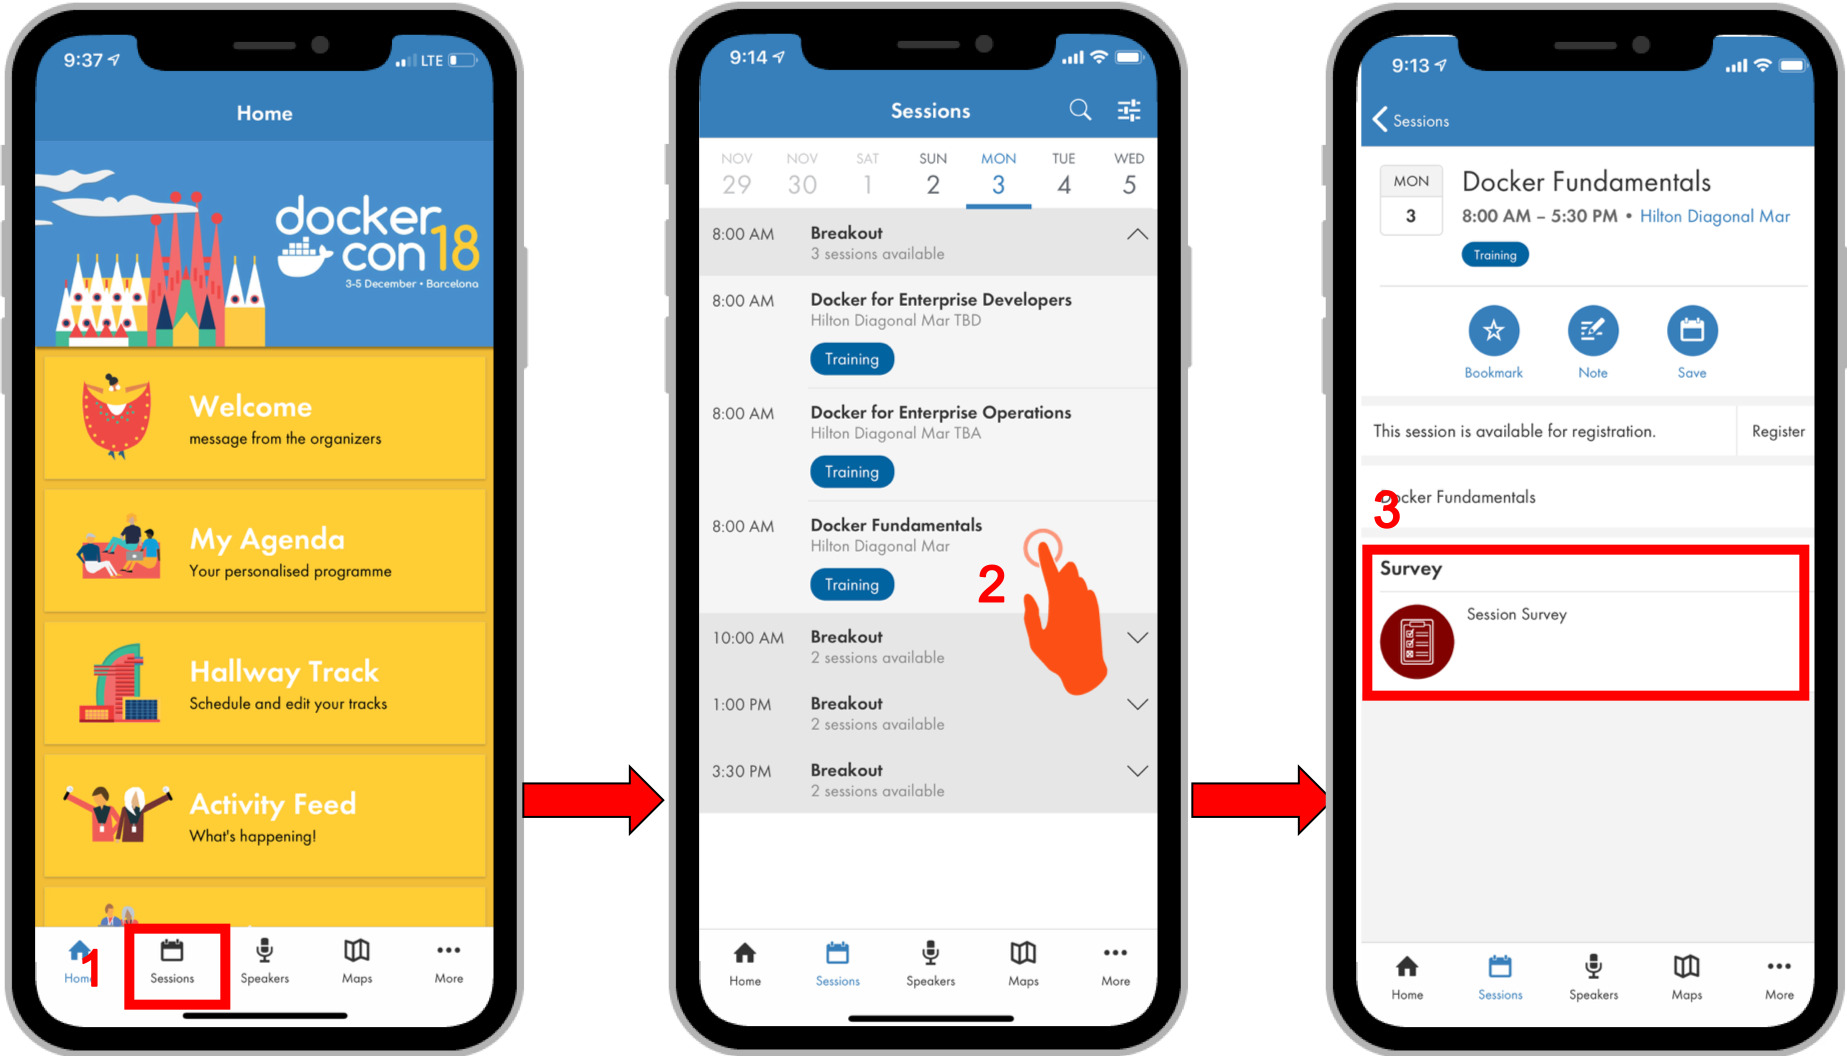 9:37
LTE
Home
docker
con18
3-5 December • Barcelona
Welcome
message from the organizers
My Agenda
Your personalised programme
Hallway Track
Schedule and edit your tracks
Activity Feed
What's happening!
1
Home
Sessions
Speakers
Maps
More
9:14
Sessions
NOV NOV SAT SUN MON TUE WED
29 30 1 2 3 4 5
8:00 AM Breakout
3 sessions available
8:00 AM Docker for Enterprise Developers
Hilton Diagonal Mar TBD
Training
8:00 AM Docker for Enterprise Operations
Hilton Diagonal Mar TBA
Training
8:00 AM Docker Fundamentals
Hilton Diagonal Mar
2
Training
10:00 AM Breakout
2 sessions available
1:00 PM Breakout
2 sessions available
3:30 PM Breakout
2 sessions available
Home Sessions Speakers Maps More
9:13
Sessions
MON
3
Docker Fundamentals
8:00 AM – 5:30 PM • Hilton Diagonal Mar
Training
Bookmark Note Save
This session is available for registration. Register
Docker Fundamentals
3
Survey
Session Survey
Home Sessions Speakers Maps More